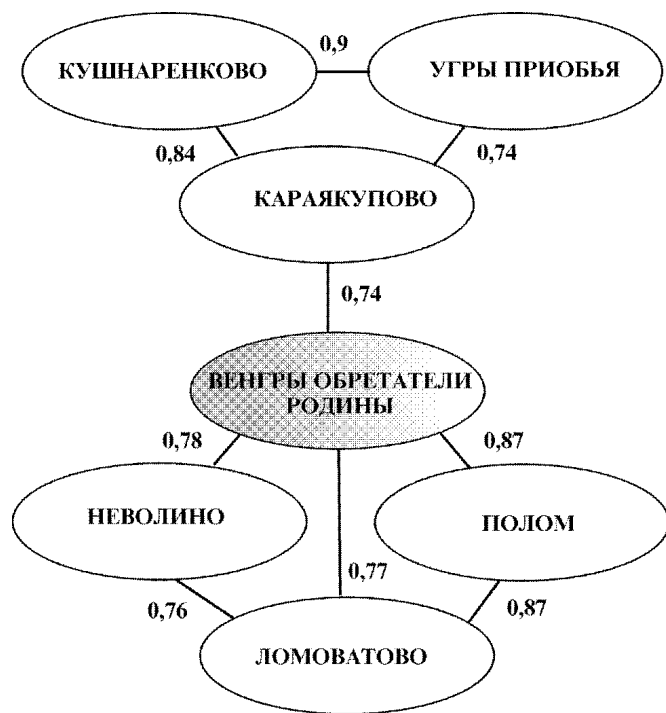 0,9
КУШНАРЕНКОВО
УГРЫ ПРИОБЬЯ
0,84
0,74
КАРАЯКУПОВО
0,74
ВЕНГРЫ ОБРЕТАТЕЛИ
РОДИНЫ
0,78
0,87
НЕВОЛИНО
ПОЛОМ
0,77
0,76
0,87
ЛОМОВАТОВО